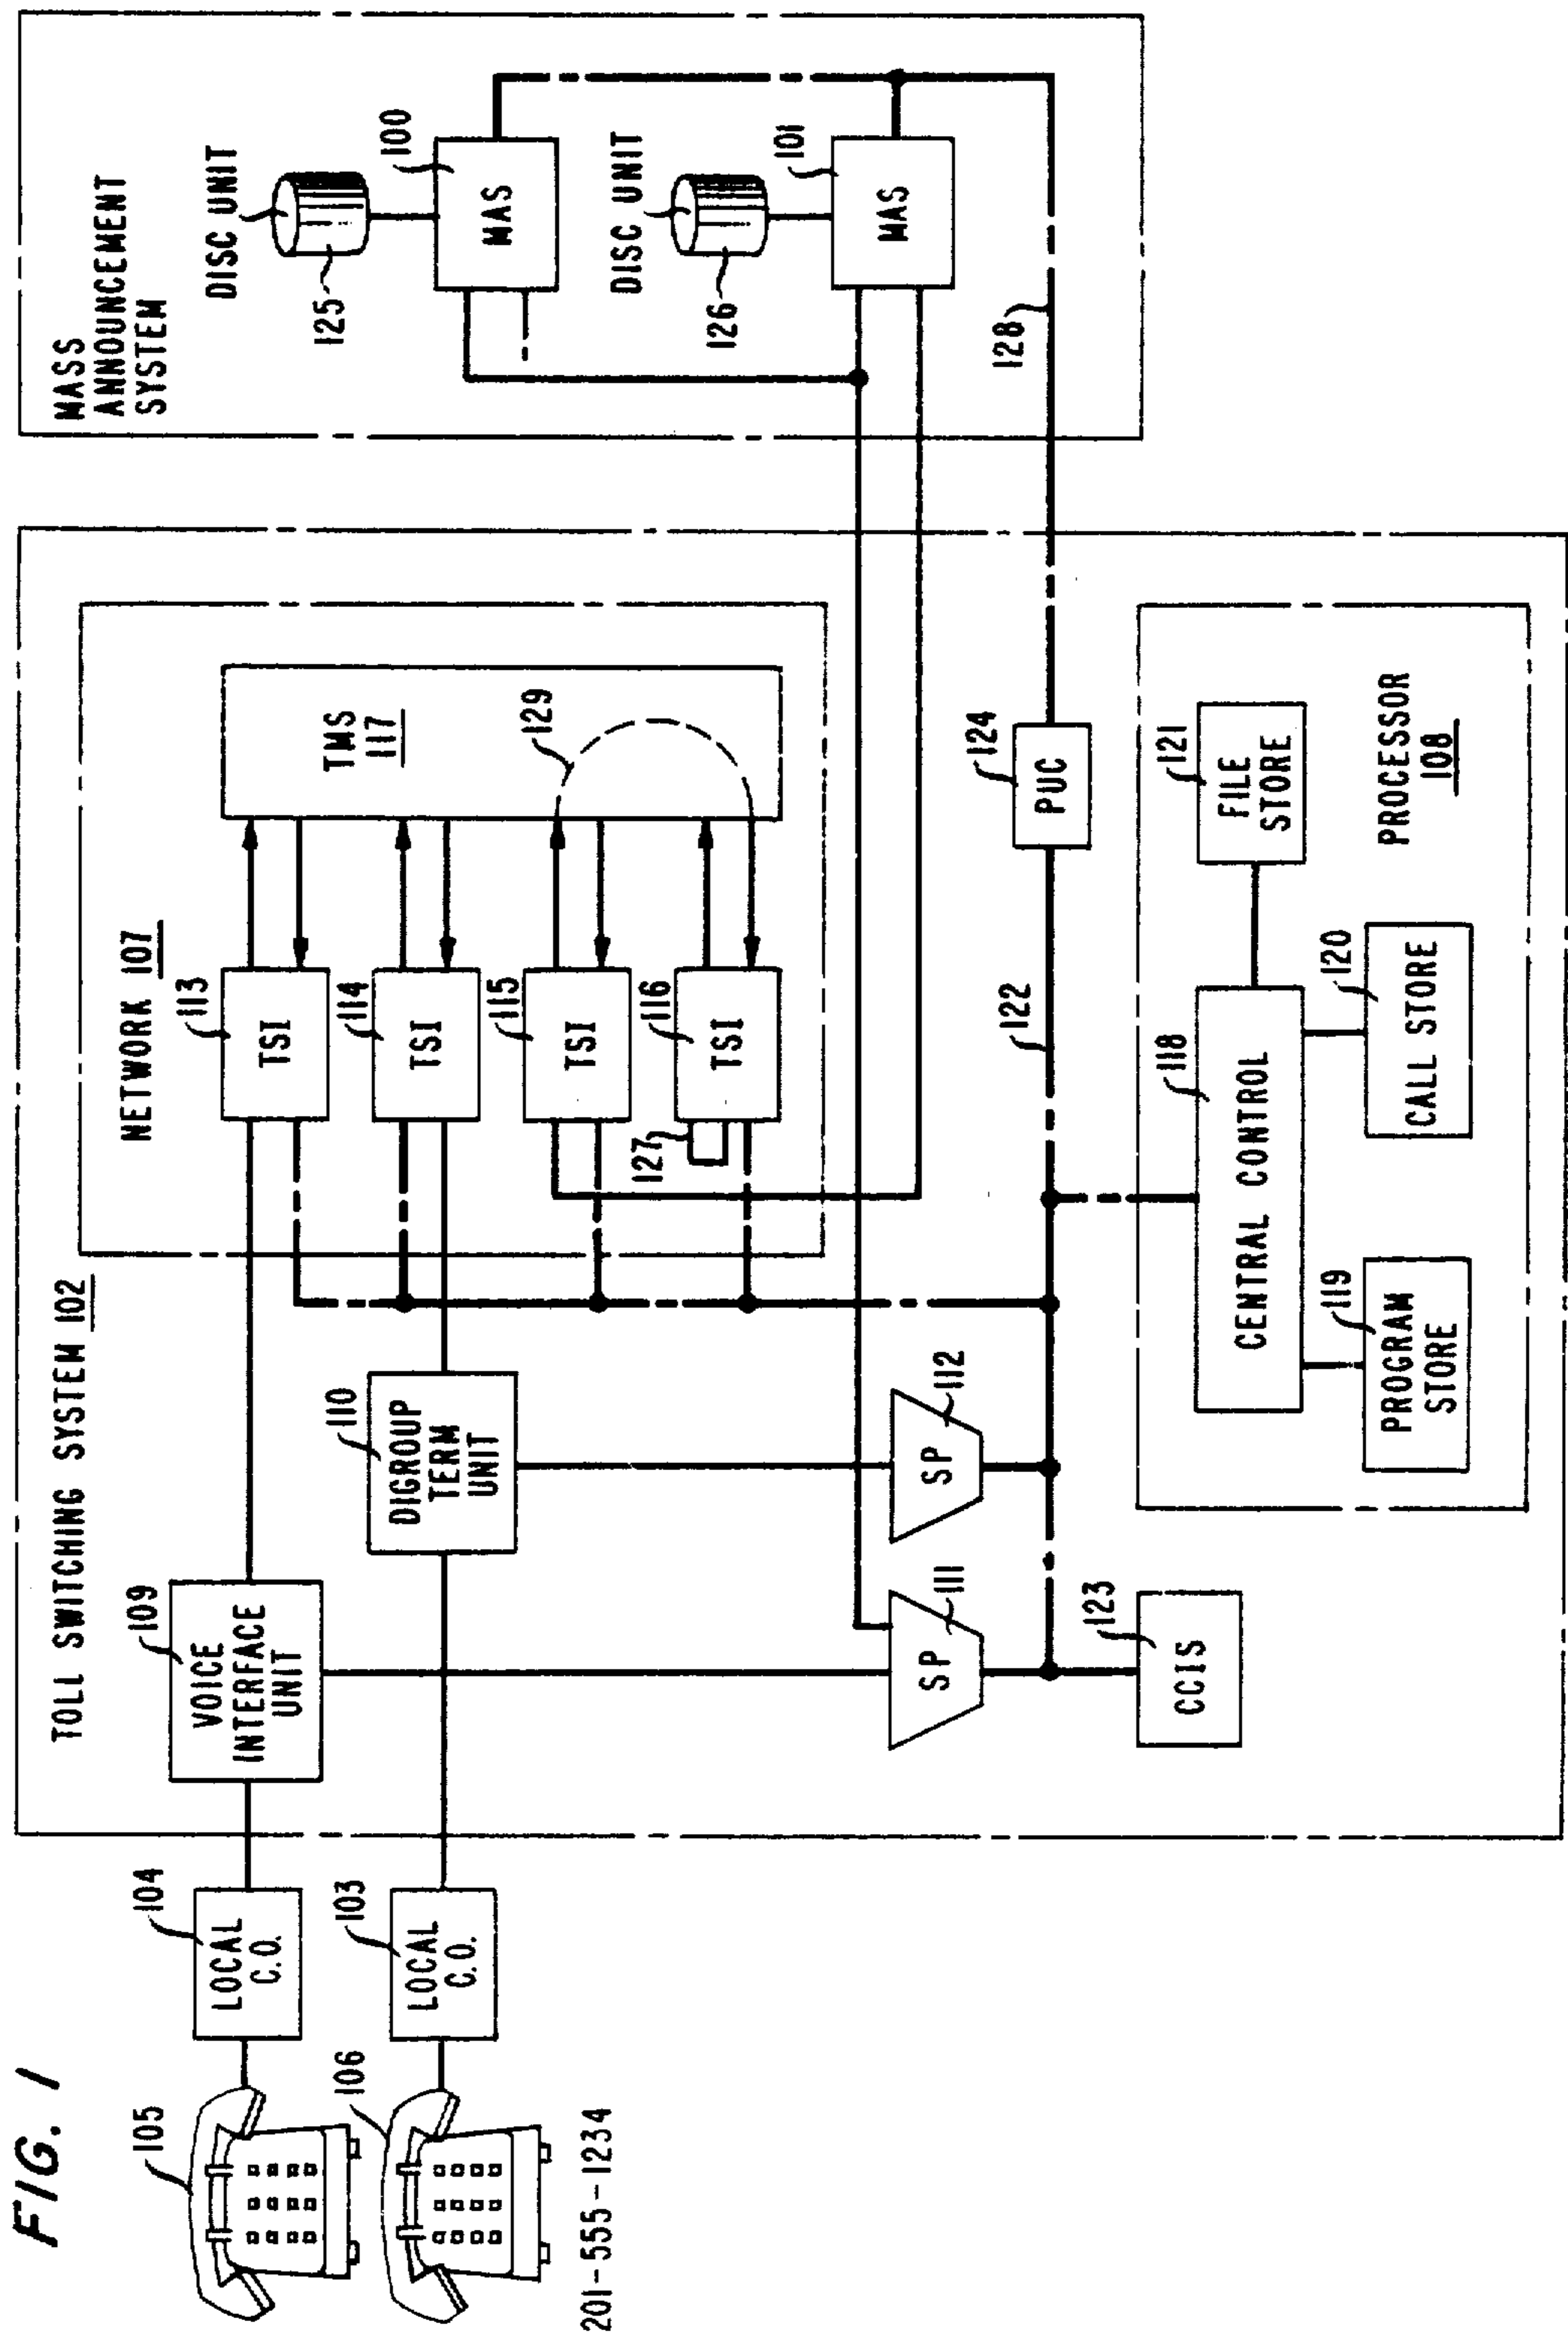 FIG. 1
105
106
201-555-1234
104
LOCAL
C.O.
103
LOCAL
C.O.
TOLL SWITCHING SYSTEM 102
109
VOICE
INTERFACE
UNIT
110
DIGROUP
TERM
UNIT
SP
111
SP
112
123
CCIS
NETWORK 107
113
TSI
114
TSI
115
TSI
116
TSI
127
TMS
117
129
122
124
PUC
118
CENTRAL CONTROL
119
PROGRAM
STORE
120
CALL STORE
121
FILE
STORE
PROCESSOR
108
MASS
ANNOUNCEMENT
SYSTEM
DISC UNIT
125
100
MAS
DISC UNIT
126
101
MAS
128